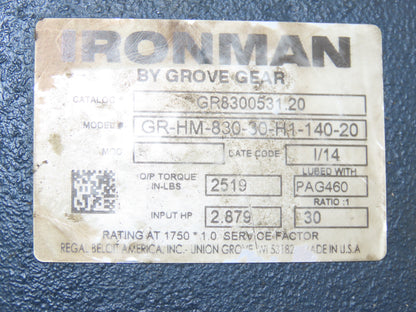 IRONMAN
BY GROVE GEAR
CATALOG GR8300531.20
MODEL# GR-HM-830-30-H1-140-20
MOD DATE CODE I/14
O/P TORQUE IN-LBS 2519 LUBED WITH PAG460
INPUT HP 2.879 RATIO :1 30
RATING AT 1750 * 1.0 SERVICE FACTOR
REGAL BELOIT AMERICA, INC.- UNION GROVE WI 53182 MADE IN U.S.A